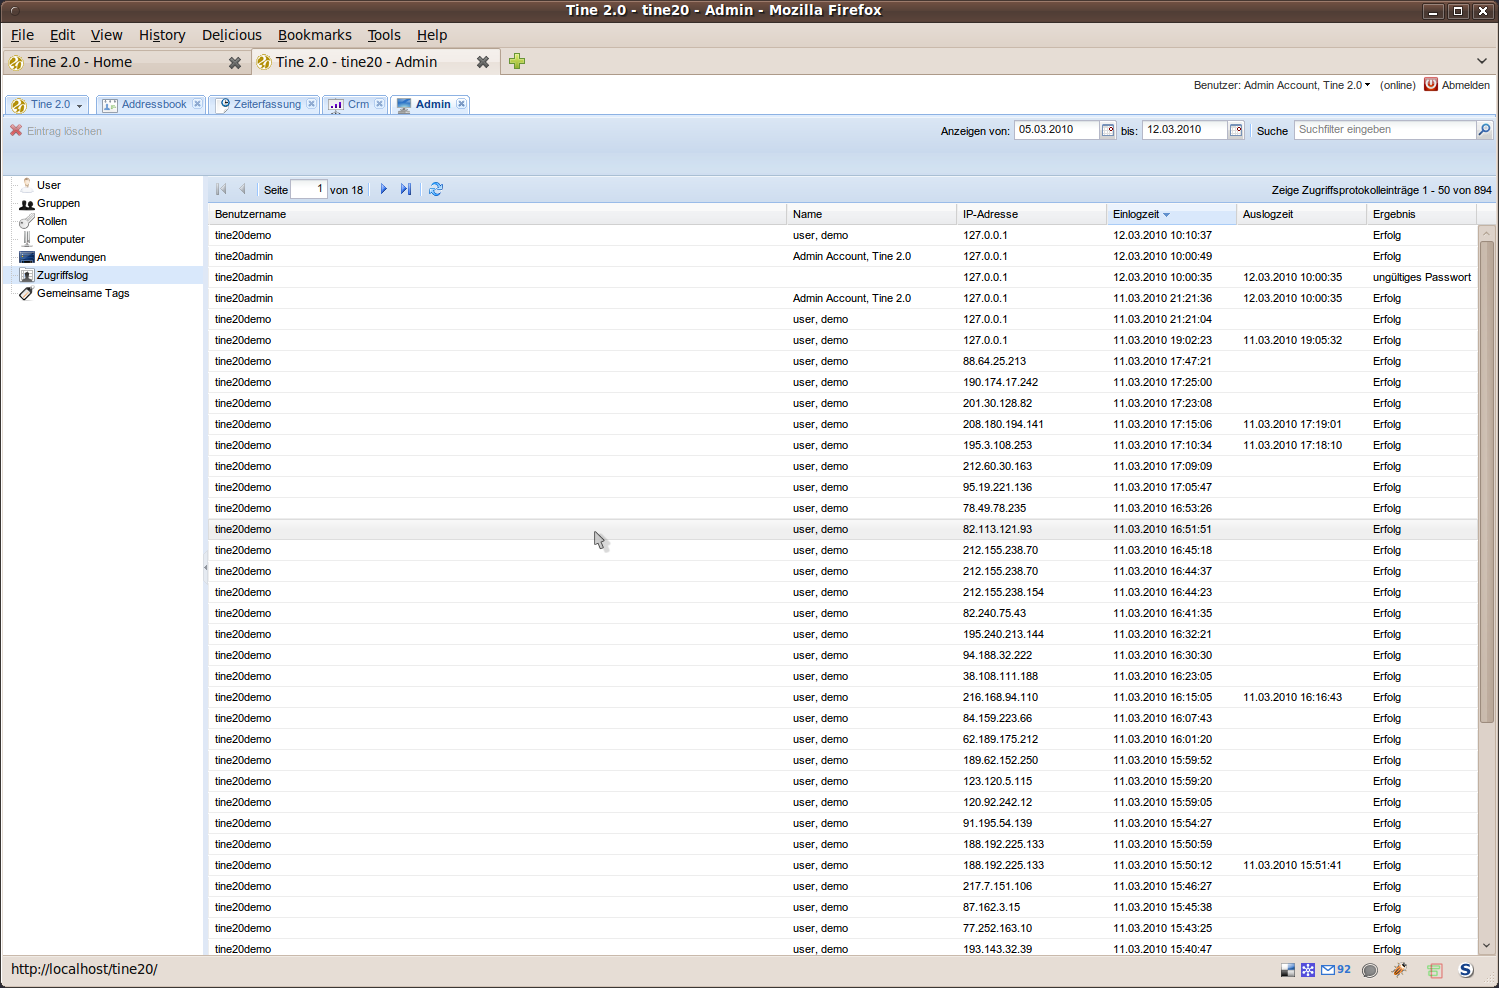 Tine 2.0 - tine20 - Admin - Mozilla Firefox
File Edit View History Delicious Bookmarks Tools Help
Tine 2.0 - Home Tine 2.0 - tine20 - Admin
Benutzer: Admin Account, Tine 2.0 (online) Abmelden
Tine 2.0 Addressbook Zeiterfassung Crm Admin
Eintrag löschen Anzeigen von: 05.03.2010 bis: 12.03.2010 Suche Suchfilter eingeben
User
Gruppen
Rollen
Computer
Anwendungen
Zugriffslog
Gemeinsame Tags
Seite 1 von 18 Zeige Zugriffsprotokolleinträge 1 - 50 von 894
Benutzername Name IP-Adresse Einlogzeit Auslogzeit Ergebnis
tine20demo user, demo 127.0.0.1 12.03.2010 10:10:37 Erfolg
tine20admin Admin Account, Tine 2.0 127.0.0.1 12.03.2010 10:00:49 Erfolg
tine20admin 127.0.0.1 12.03.2010 10:00:35 12.03.2010 10:00:35 ungültiges Passwort
tine20admin Admin Account, Tine 2.0 127.0.0.1 11.03.2010 21:21:36 12.03.2010 10:00:35 Erfolg
tine20demo user, demo 127.0.0.1 11.03.2010 21:21:04 Erfolg
tine20demo user, demo 127.0.0.1 11.03.2010 19:02:23 11.03.2010 19:05:32 Erfolg
tine20demo user, demo 88.64.25.213 11.03.2010 17:47:21 Erfolg
tine20demo user, demo 190.174.17.242 11.03.2010 17:25:00 Erfolg
tine20demo user, demo 201.30.128.82 11.03.2010 17:23:08 Erfolg
tine20demo user, demo 208.180.194.141 11.03.2010 17:15:06 11.03.2010 17:19:01 Erfolg
tine20demo user, demo 195.3.108.253 11.03.2010 17:10:34 11.03.2010 17:18:10 Erfolg
tine20demo user, demo 212.60.30.163 11.03.2010 17:09:09 Erfolg
tine20demo user, demo 95.19.221.136 11.03.2010 17:05:47 Erfolg
tine20demo user, demo 78.49.78.235 11.03.2010 16:53:26 Erfolg
tine20demo user, demo 82.113.121.93 11.03.2010 16:51:51 Erfolg
tine20demo user, demo 212.155.238.70 11.03.2010 16:45:18 Erfolg
tine20demo user, demo 212.155.238.70 11.03.2010 16:44:37 Erfolg
tine20demo user, demo 212.155.238.154 11.03.2010 16:44:23 Erfolg
tine20demo user, demo 82.240.75.43 11.03.2010 16:41:35 Erfolg
tine20demo user, demo 195.240.213.144 11.03.2010 16:32:21 Erfolg
tine20demo user, demo 94.188.32.222 11.03.2010 16:30:30 Erfolg
tine20demo user, demo 38.108.111.188 11.03.2010 16:23:05 Erfolg
tine20demo user, demo 216.168.94.110 11.03.2010 16:15:05 11.03.2010 16:16:43 Erfolg
tine20demo user, demo 84.159.223.66 11.03.2010 16:07:43 Erfolg
tine20demo user, demo 62.189.175.212 11.03.2010 16:01:20 Erfolg
tine20demo user, demo 189.62.152.250 11.03.2010 15:59:52 Erfolg
tine20demo user, demo 123.120.5.115 11.03.2010 15:59:20 Erfolg
tine20demo user, demo 120.92.242.12 11.03.2010 15:59:05 Erfolg
tine20demo user, demo 91.195.54.139 11.03.2010 15:54:27 Erfolg
tine20demo user, demo 188.192.225.133 11.03.2010 15:50:59 Erfolg
tine20demo user, demo 188.192.225.133 11.03.2010 15:50:12 11.03.2010 15:51:41 Erfolg
tine20demo user, demo 217.7.151.106 11.03.2010 15:46:27 Erfolg
tine20demo user, demo 87.162.3.15 11.03.2010 15:45:38 Erfolg
tine20demo user, demo 77.252.163.10 11.03.2010 15:43:25 Erfolg
tine20demo user, demo 193.143.32.39 11.03.2010 15:40:47 Erfolg
http://localhost/tine20/ 92 S